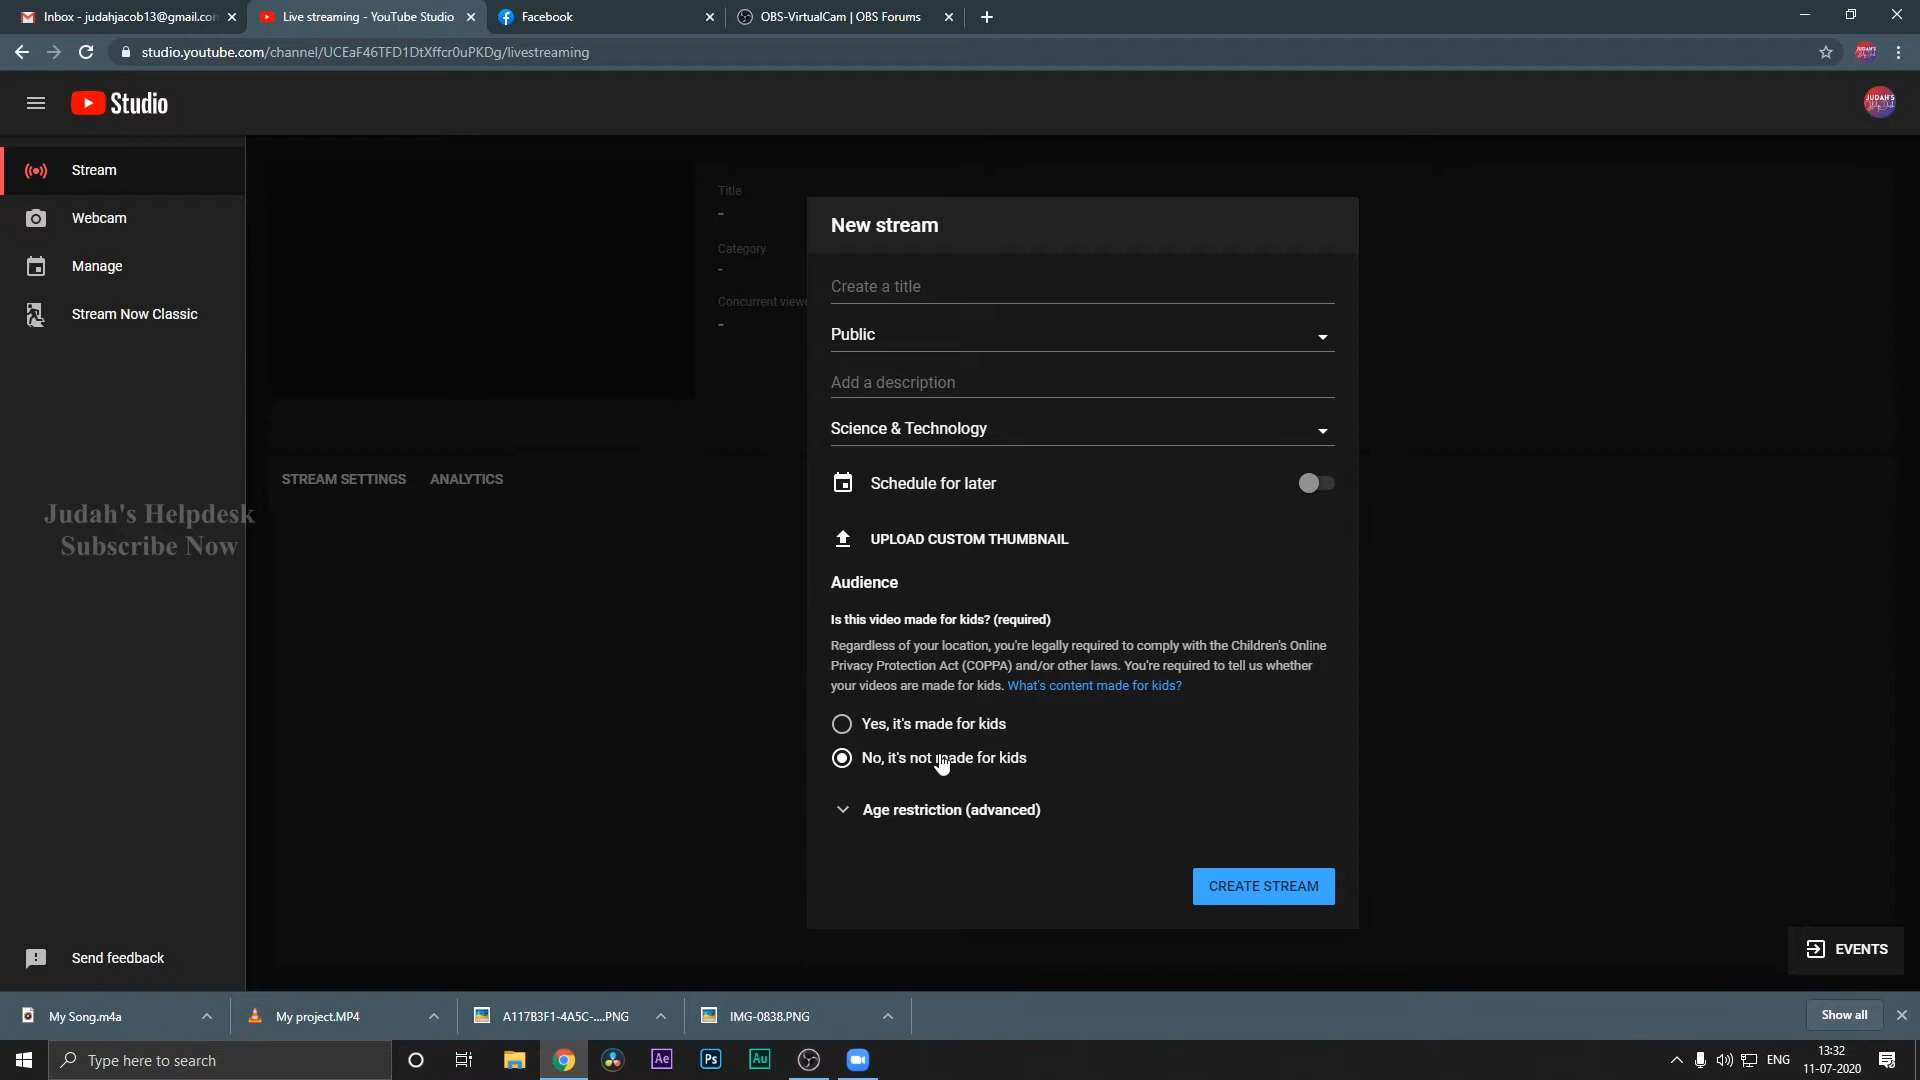 Inbox - judahjacob13@gmail.con
Live streaming - YouTube Studio
Facebook
OBS-VirtualCam | OBS Forums
studio.youtube.com/channel/UCEaF46TFD1DtXffcr0uPKDg/livestreaming
Studio
Stream
Webcam
Manage
Stream Now Classic
Title
-
Category
-
Concurrent viewe
-
STREAM SETTINGS ANALYTICS
Judah's Helpdesk
Subscribe Now
New stream
Create a title
Public
Add a description
Science & Technology
Schedule for later
UPLOAD CUSTOM THUMBNAIL
Audience
Is this video made for kids? (required)
Regardless of your location, you're legally required to comply with the Children's Online
Privacy Protection Act (COPPA) and/or other laws. You're required to tell us whether
your videos are made for kids. What's content made for kids?
Yes, it's made for kids
No, it's not made for kids
Age restriction (advanced)
CREATE STREAM
Send feedback
EVENTS
My Song.m4a
My project.MP4
A117B3F1-4A5C-....PNG
IMG-0838.PNG
Show all
Type here to search
Ae
Ps
Au
ENG
13:32
11-07-2020